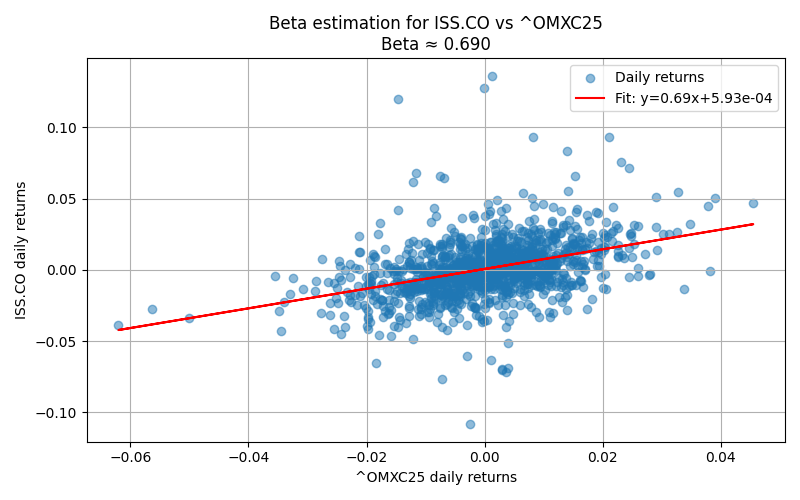 Beta estimation for ISS.CO vs ^OMXC25
Beta ≈ 0.690
Daily returns
Fit: y=0.69x+5.93e-04
ISS.CO daily returns
0.10
0.05
0.00
−0.05
−0.10
−0.06
−0.04
−0.02
0.00
0.02
0.04
^OMXC25 daily returns